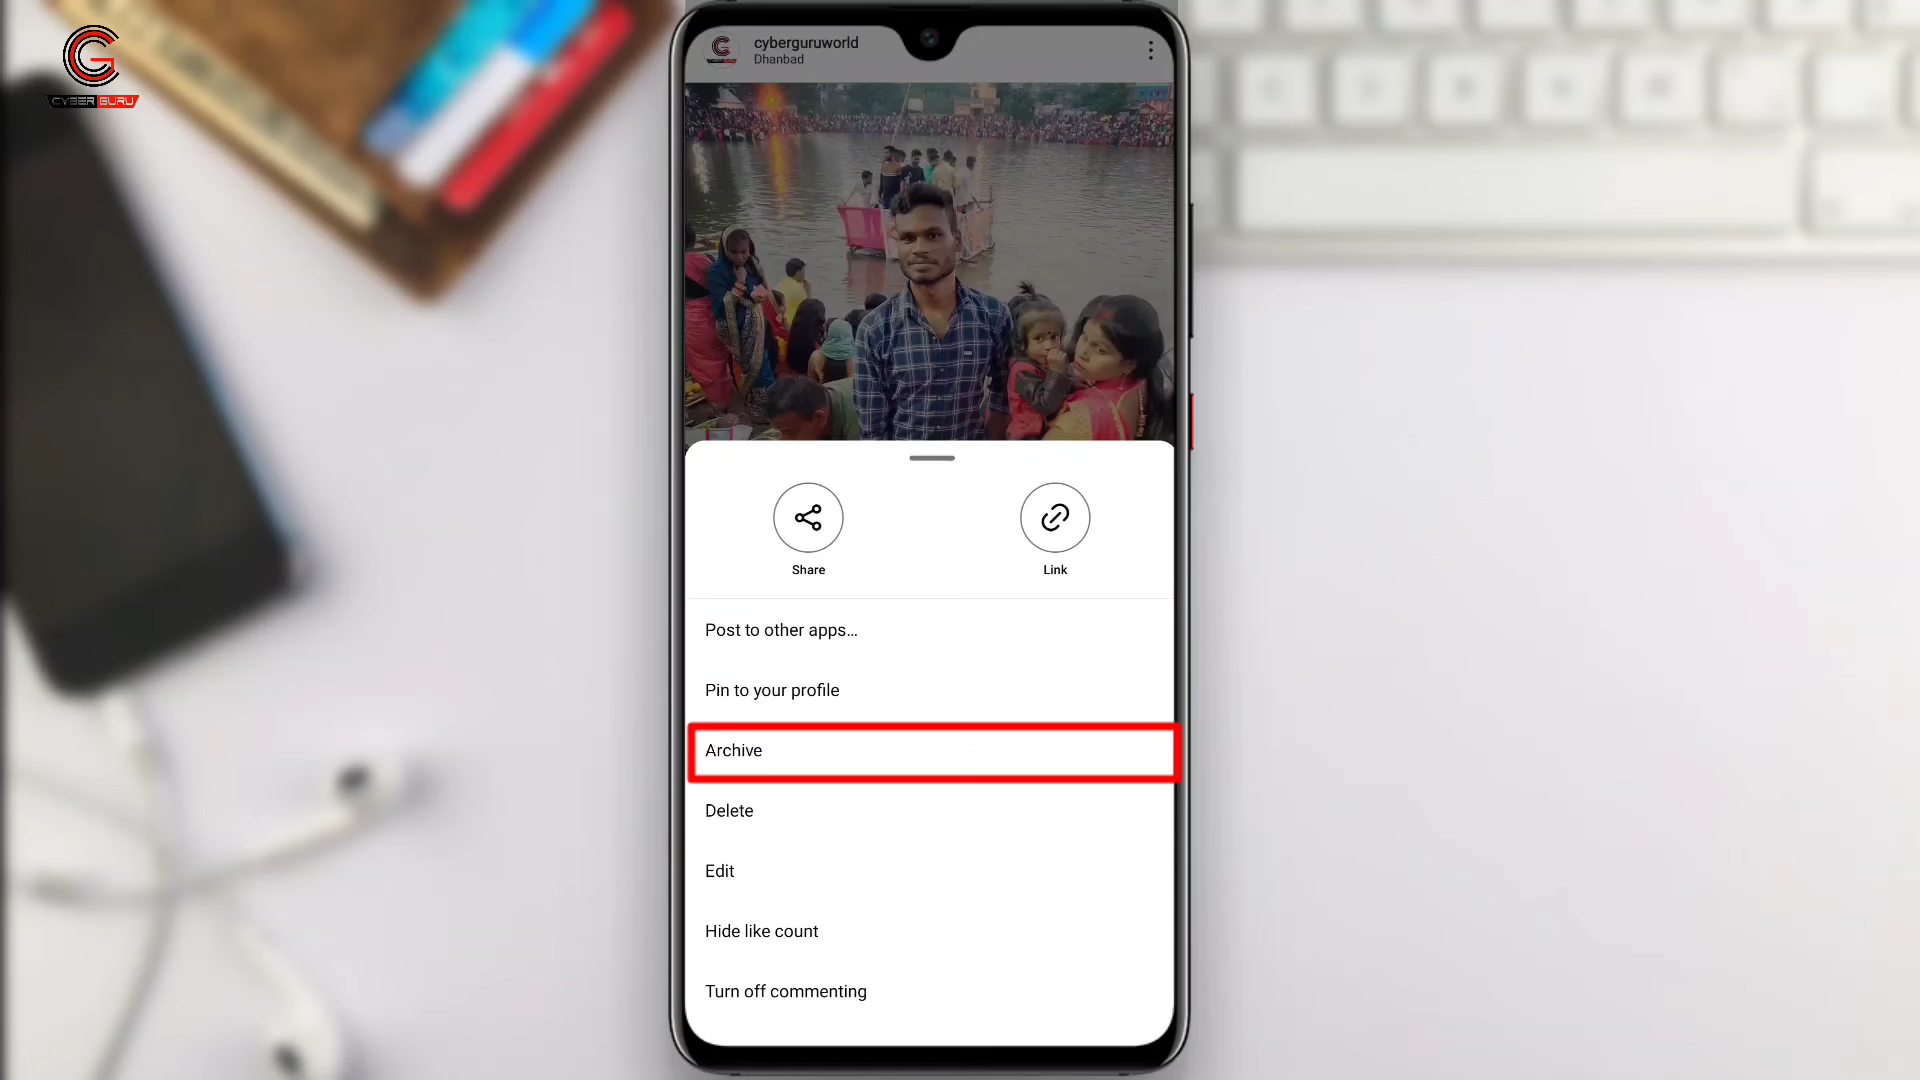 CYBER GURU
cyberguruworld
Dhanbad
Share
Link
Post to other apps...
Pin to your profile
Archive
Delete
Edit
Hide like count
Turn off commenting